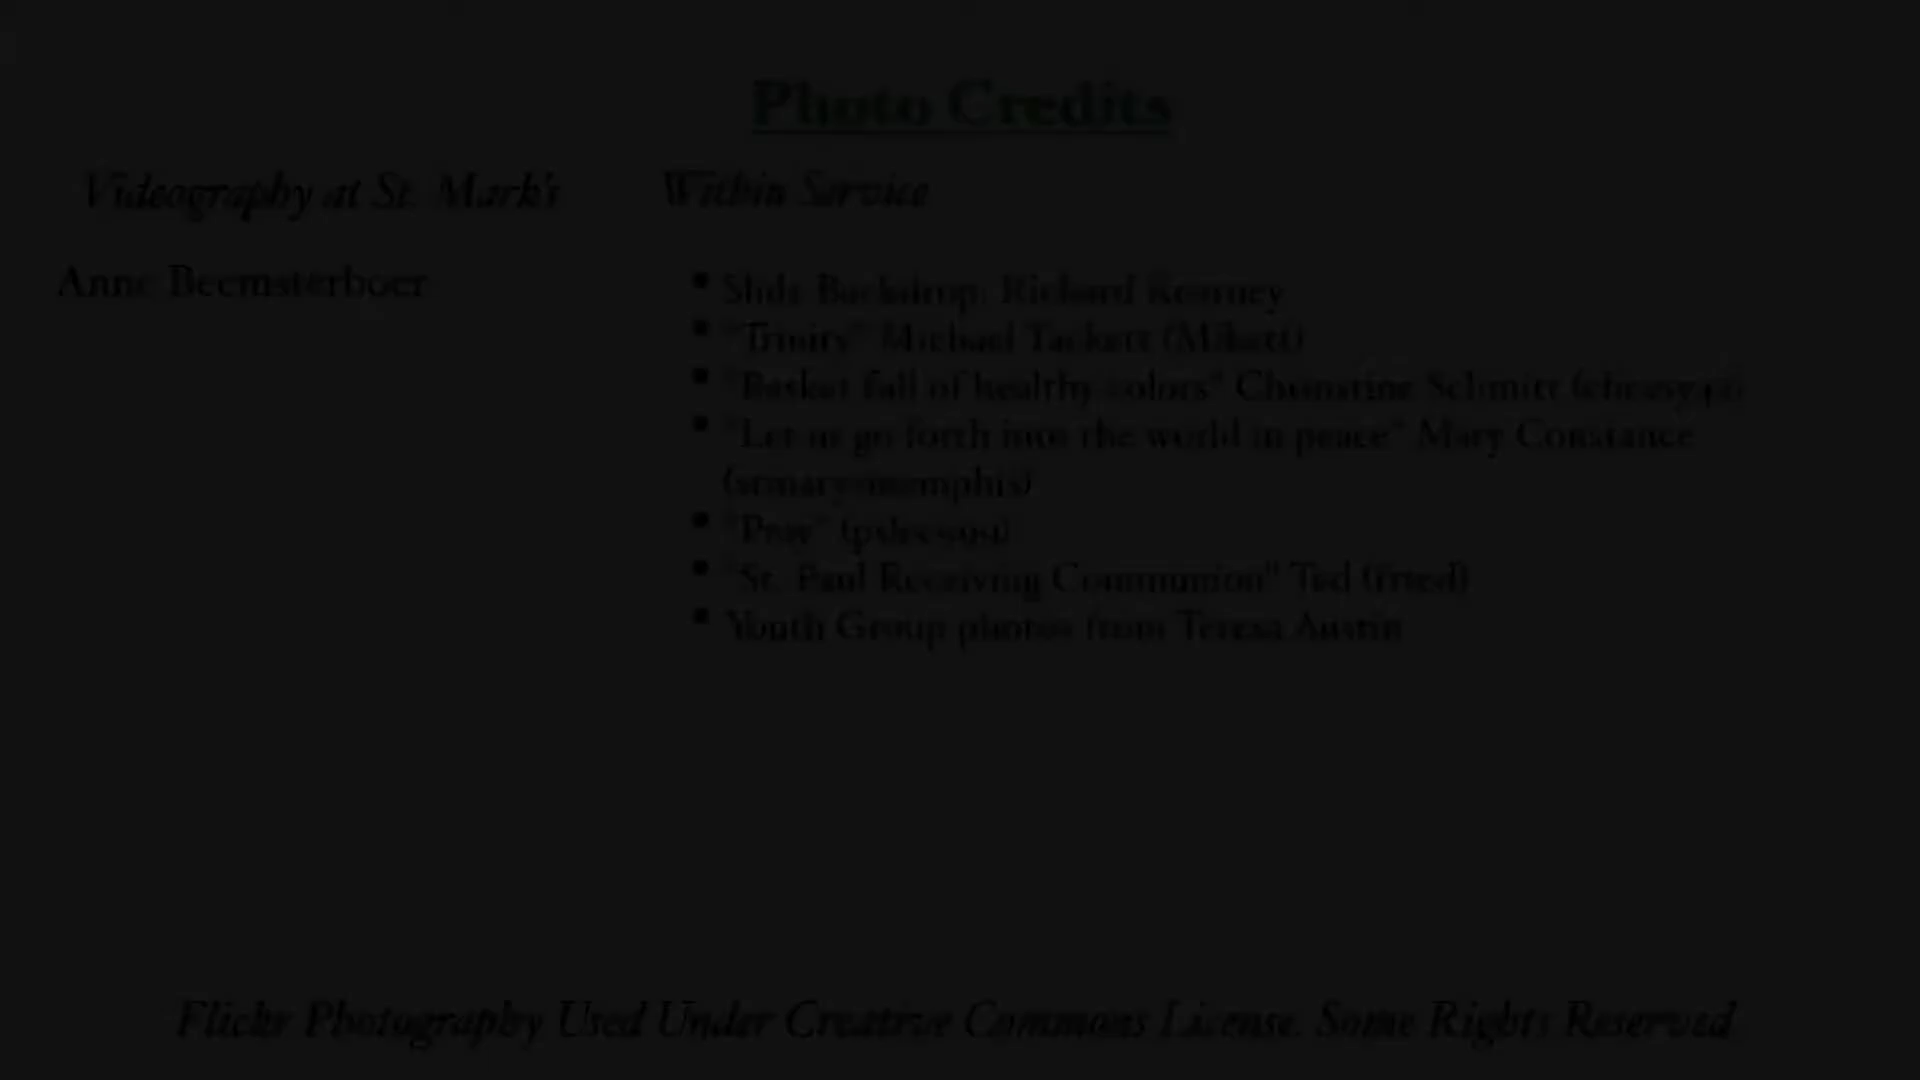 Photo Credits
Videography at St. Mark's
Within Service
Anne Beemsterboer
Slide Backdrop: Richard Kearney
"Trinity" Michael Tackett (Mikett)
"Basket full of healthy colors" Schmitt
"Let us go forth into the world in peace" Mary Constance
"Pray"
"St. Paul Receiving Communion" Ted (frted)
Youth Group photos from Teresa Austin
Flickr Photography Used Under Creative Commons License. Some Rights Reserved